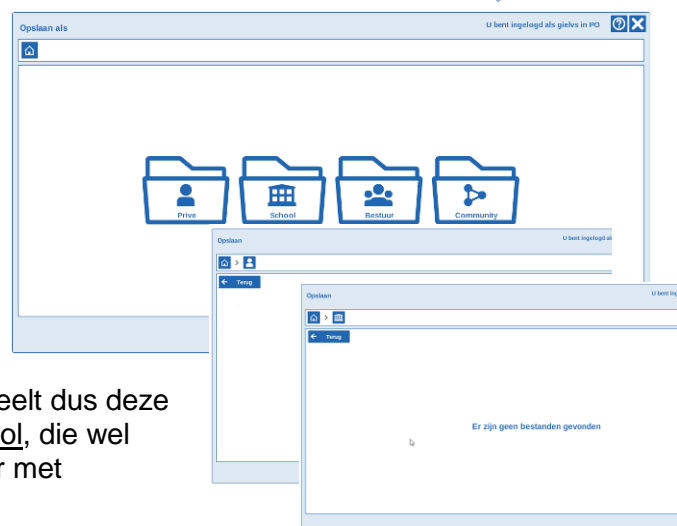 Opslaan als
U bent ingelogd als gielvs in PO
Prive
School
Bestuur
Community
Opslaan
U bent ingelogd al
Terug
Opslaan
U bent ing
Terug
Er zijn geen bestanden gevonden
eelt dus deze
ol, die wel
r met